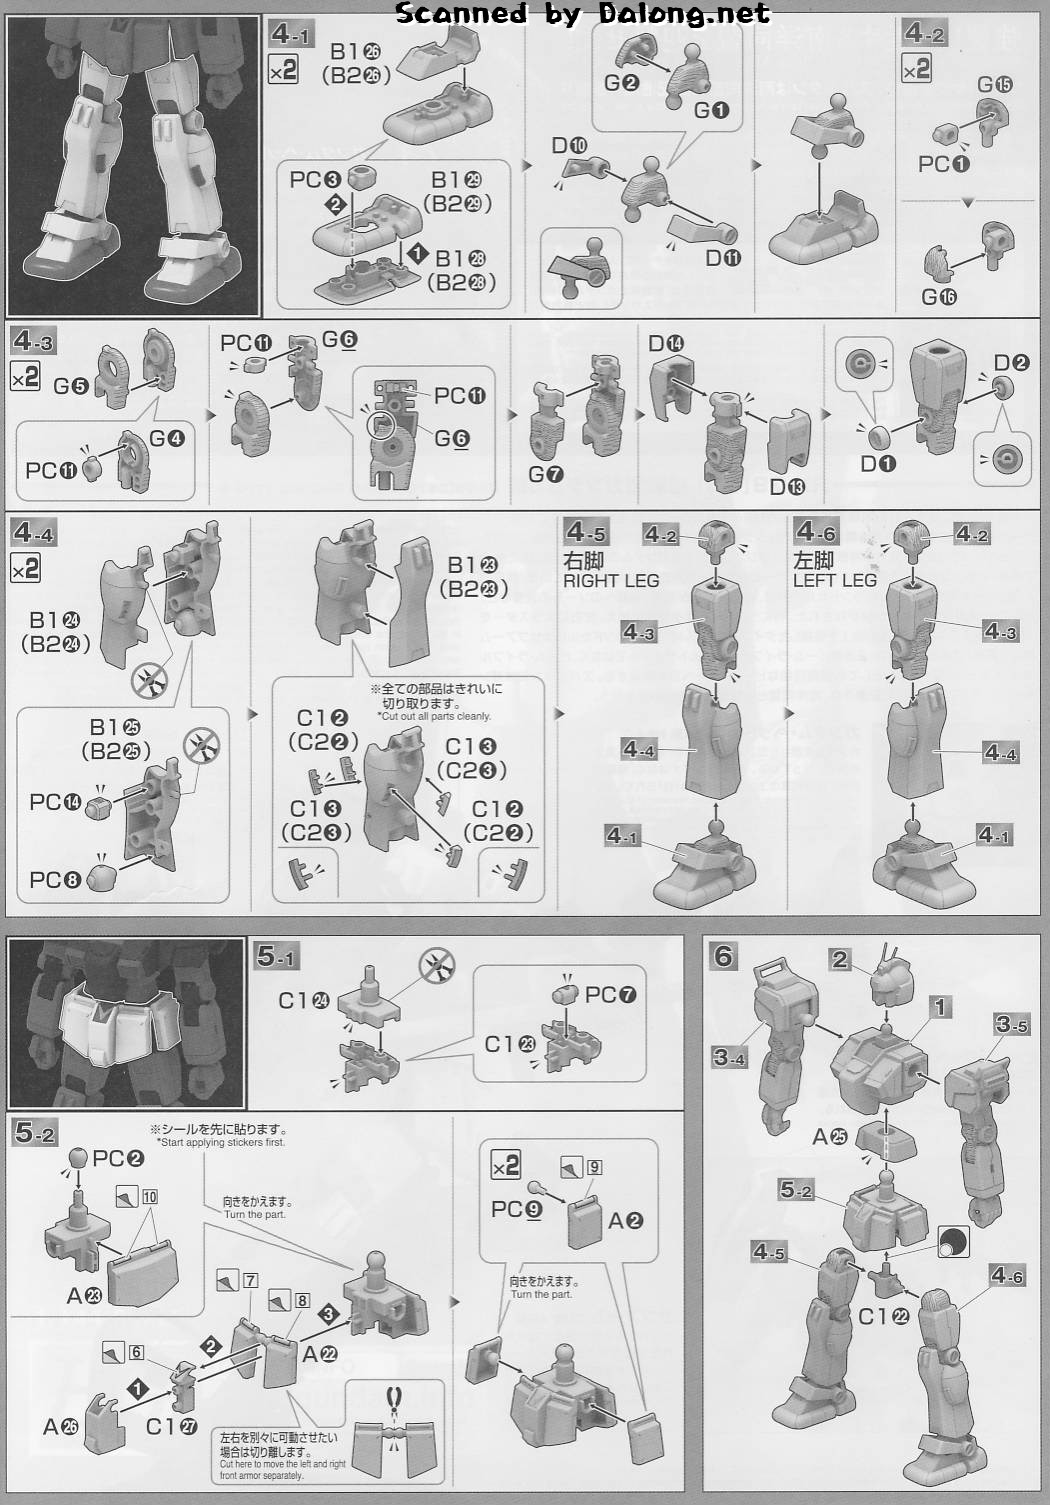 Scanned by Dalong.net
4-1
×2
B1㉖
(B2㉖)
PC❸
B1㉙
(B2㉙)
❷
❶
B1㉘
(B2㉘)
G❷
G❶
D❿
D⓫
4-2
×2
G⓯
PC❶
G⓰
4-3
×2
G❺
G❹
PC⓫
PC⓫
G❻
PC⓫
G❻
G❼
D⓮
D⓭
D❷
D❶
4-4
×2
B1㉔
(B2㉔)
B1㉕
(B2㉕)
PC⓮
PC❽
B1㉓
(B2㉓)
※全ての部品はきれいに
切り取ります。
*Cut out all parts cleanly.
C1❷
(C2❷)
C1❸
(C2❸)
C1❸
(C2❸)
C1❷
(C2❷)
4-5
右脚
RIGHT LEG
4-2
4-3
4-4
4-1
4-6
左脚
LEFT LEG
4-2
4-3
4-4
4-1
5-1
C1㉔
PC❼
C1㉓
5-2
※シールを先に貼ります。
*Start applying stickers first.
PC❷
10
A㉓
向きをかえます。
Turn the part.
7
8
❸
❷
A㉒
6
❶
A㉖
C1㉗
左右を別々に可動させたい
場合は切り離します。
Cut here to move the left and right
front armor separately.
×2
9
PC❾
A❷
向きをかえます。
Turn the part.
6
2
1
3-4
3-5
A㉕
5-2
4-5
4-6
C1㉒